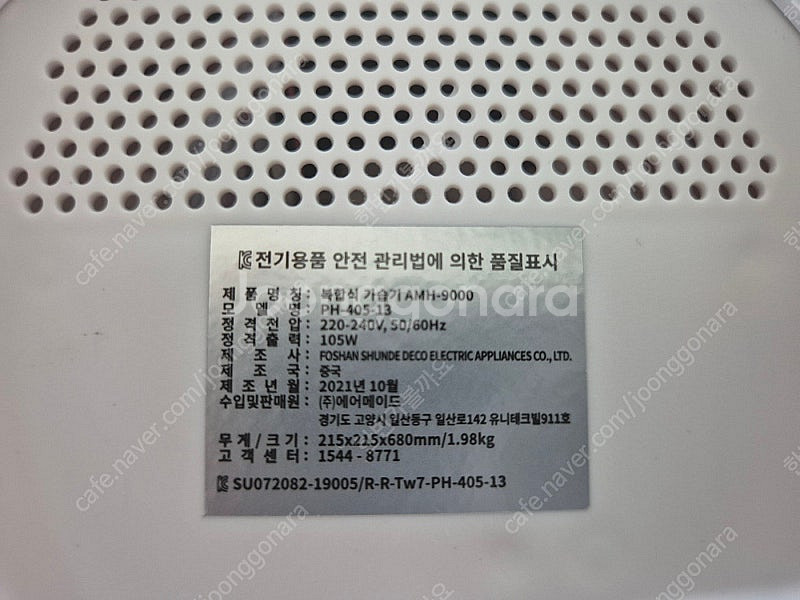 전기용품 안전 관리법에 의한 품질표시
제 품 명 칭 : 복합식 가습기 AMH-9000
모 델 명 : PH-405-13
정 격 전 압 : 220-240V, 50/60Hz
정 격 출 력 : 105W
제 조 사 : FOSHAN SHUNDE DECO ELECTRIC APPLIANCES CO., LTD.
제 조 국 : 중국
제 조 년 월 : 2021년 10월
수입및판매원 : (주)에어메이드
경기도 고양시 일산동구 일산로142 유니테크빌911호
무 게 / 크 기 : 215x215x680mm/1.98kg
고 객 센 터 : 1544 - 8771
SU072082-19005/R-R-Tw7-PH-405-13
Joonggonara
cafe.naver.com/joonggonara